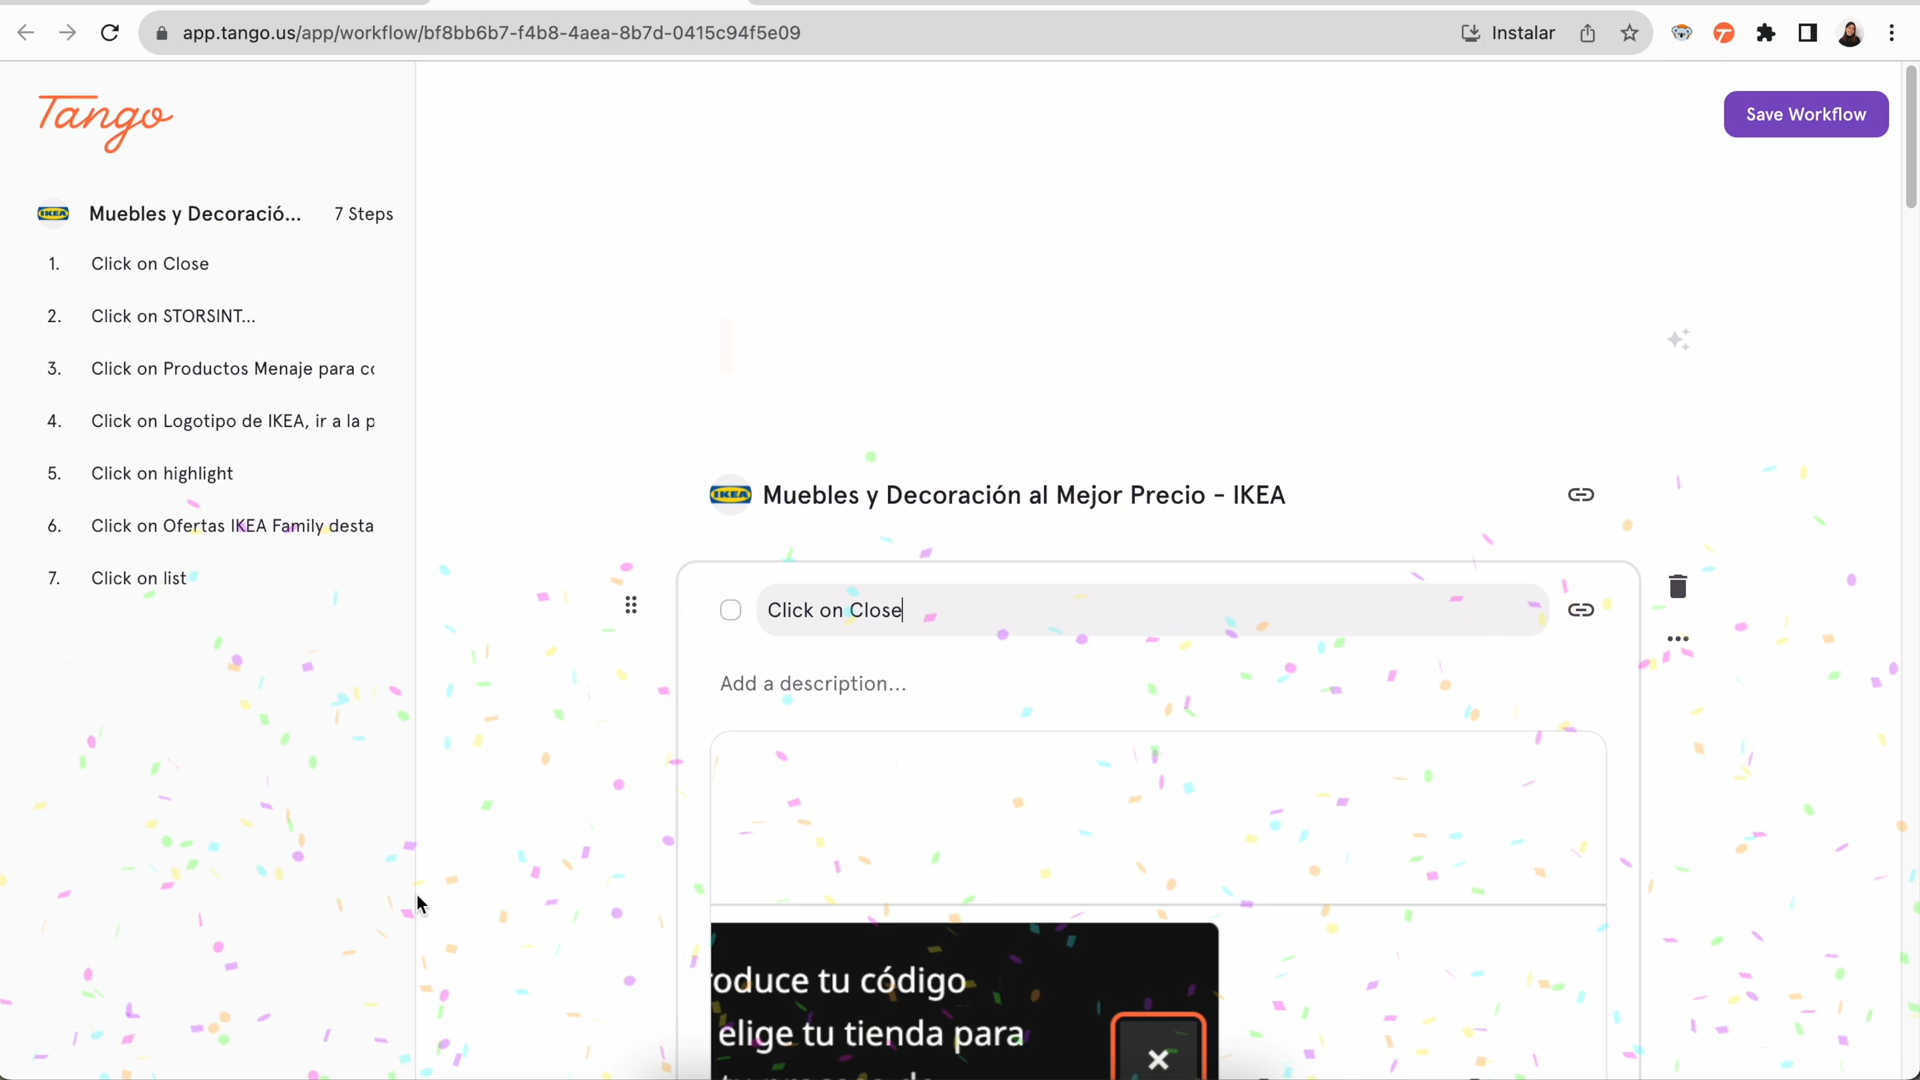 app.tango.us/app/workflow/bf8bb6b7-f4b8-4aea-8b7d-0415c94f5e09
Instalar
Tango
Save Workflow
IKEA
Muebles y Decoració...
7 Steps
1. Click on Close
2. Click on STORSINT...
3. Click on Productos Menaje para co
4. Click on Logotipo de IKEA, ir a la p
5. Click on highlight
6. Click on Ofertas IKEA Family desta
7. Click on list
IKEA
Muebles y Decoración al Mejor Precio - IKEA
Click on Close
Add a description...
roduce tu código
elige tu tienda para